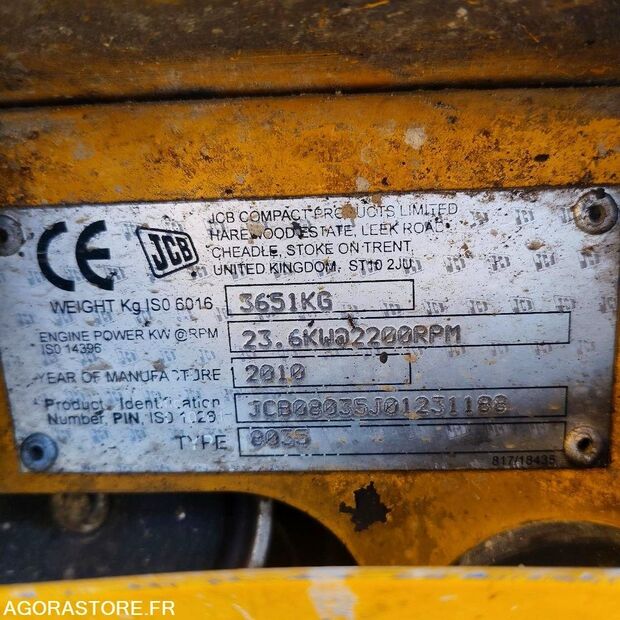 CE
JCB
JCB COMPACT PRODUCTS LIMITED
HAREWOOD ESTATE, LEEK ROAD
CHEADLE, STOKE ON TRENT
UNITED KINGDOM, ST10 2JU
WEIGHT Kg ISO 6016 3651KG
ENGINE POWER KW @RPM
ISO 14396 23.6KW@2200RPM
YEAR OF MANUFACTURE 2010
Product Identification
Number, PIN, ISO JCB08035J01231188
TYPE 8035
817/18435
AGORASTORE.FR